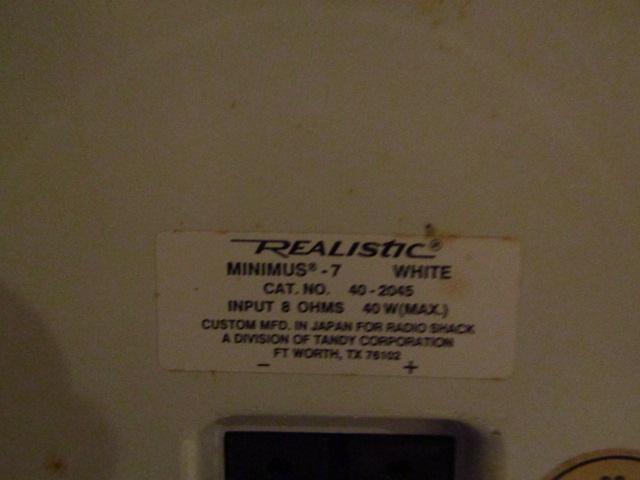 REALISTIC®
MINIMUS® - 7 WHITE
CAT. NO. 40 - 2045
INPUT 8 OHMS 40 W(MAX.)
CUSTOM MFD. IN JAPAN FOR RADIO SHACK
A DIVISION OF TANDY CORPORATION
FT WORTH, TX 76102
- +